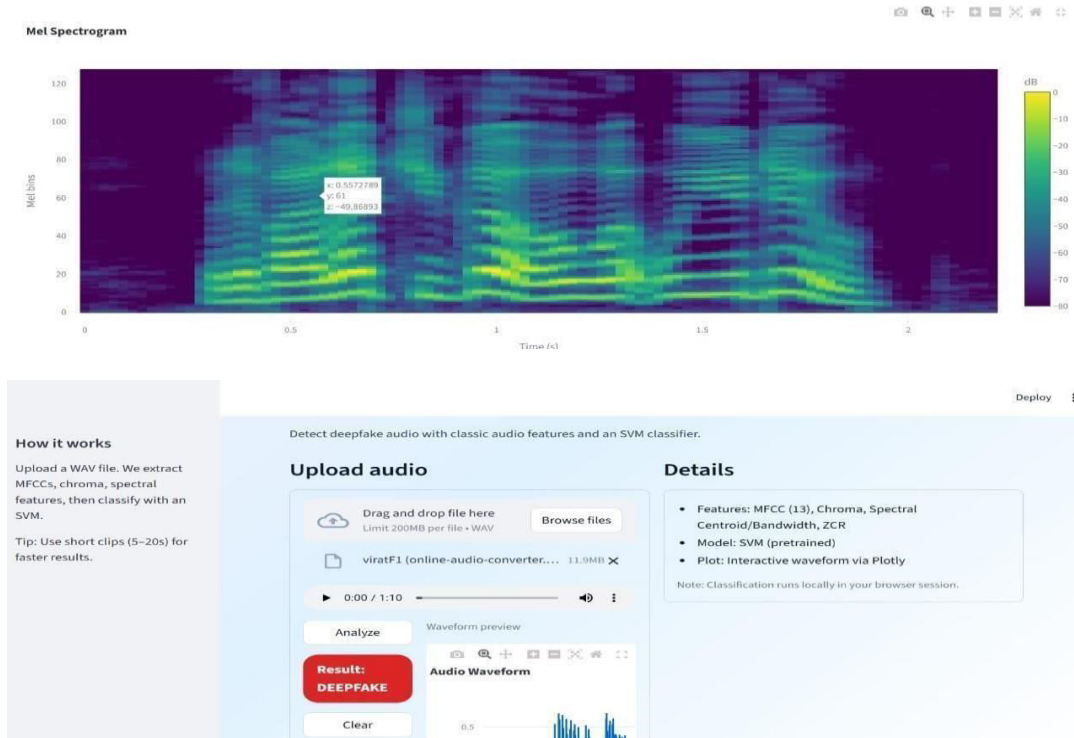 Mel Spectrogram
dB
120
100
80
60
40
20
0
Mel bins
x: 0.5572789
y: 61
z: −49.86893
0
−10
−20
−30
−40
−50
−60
−70
−80
0
0.5
1
1.5
2
Time (s)
Deploy
How it works
Upload a WAV file. We extract
MFCCs, chroma, spectral
features, then classify with an
SVM.
Tip: Use short clips (5–20s) for
faster results.
Detect deepfake audio with classic audio features and an SVM classifier.
Upload audio
Drag and drop file here
Limit 200MB per file • WAV
Browse files
viratF1 (online-audio-converter.... 11.9MB
0:00 / 1:10
Analyze
Result:
DEEPFAKE
Clear
Waveform preview
Audio Waveform
0.5
Details
• Features: MFCC (13), Chroma, Spectral
Centroid/Bandwidth, ZCR
• Model: SVM (pretrained)
• Plot: Interactive waveform via Plotly
Note: Classification runs locally in your browser session.